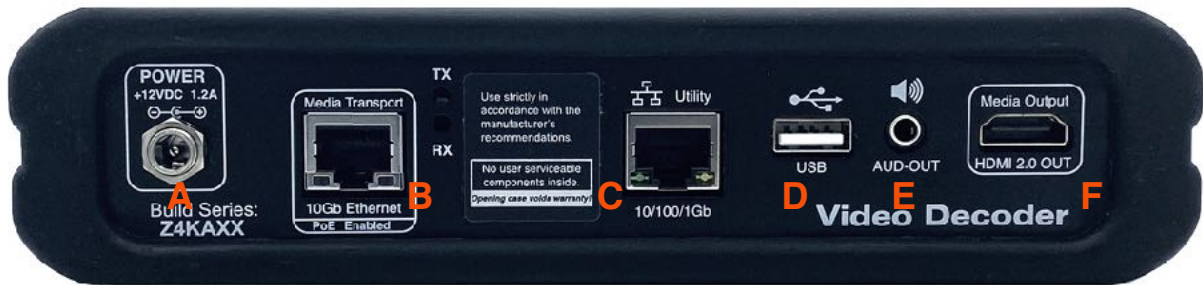 POWER
+12VDC 1.2A
A
Build Series:
Z4KAXX
Media Transport
10Gb Ethernet
PoE Enabled
B
TX
RX
Use strictly in
accordance with the
manufacturer's
recommendations.
No user serviceable
components inside.
Opening case voids warranty!
C
Utility
10/100/1Gb
USB
D
AUD-OUT
E
Media Output
HDMI 2.0 OUT
F
Video Decoder